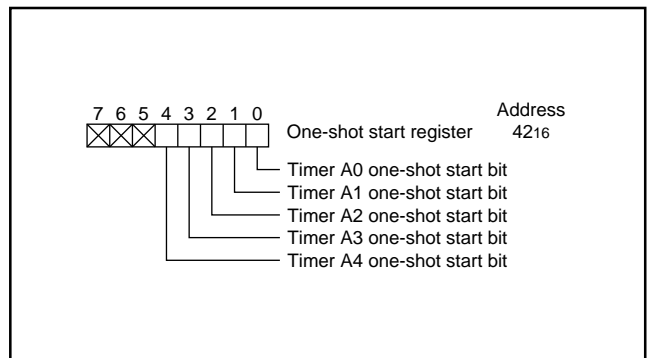 Address
7 6 5 4 3 2 1 0
One-shot start register 4216
Timer A0 one-shot start bit
Timer A1 one-shot start bit
Timer A2 one-shot start bit
Timer A3 one-shot start bit
Timer A4 one-shot start bit